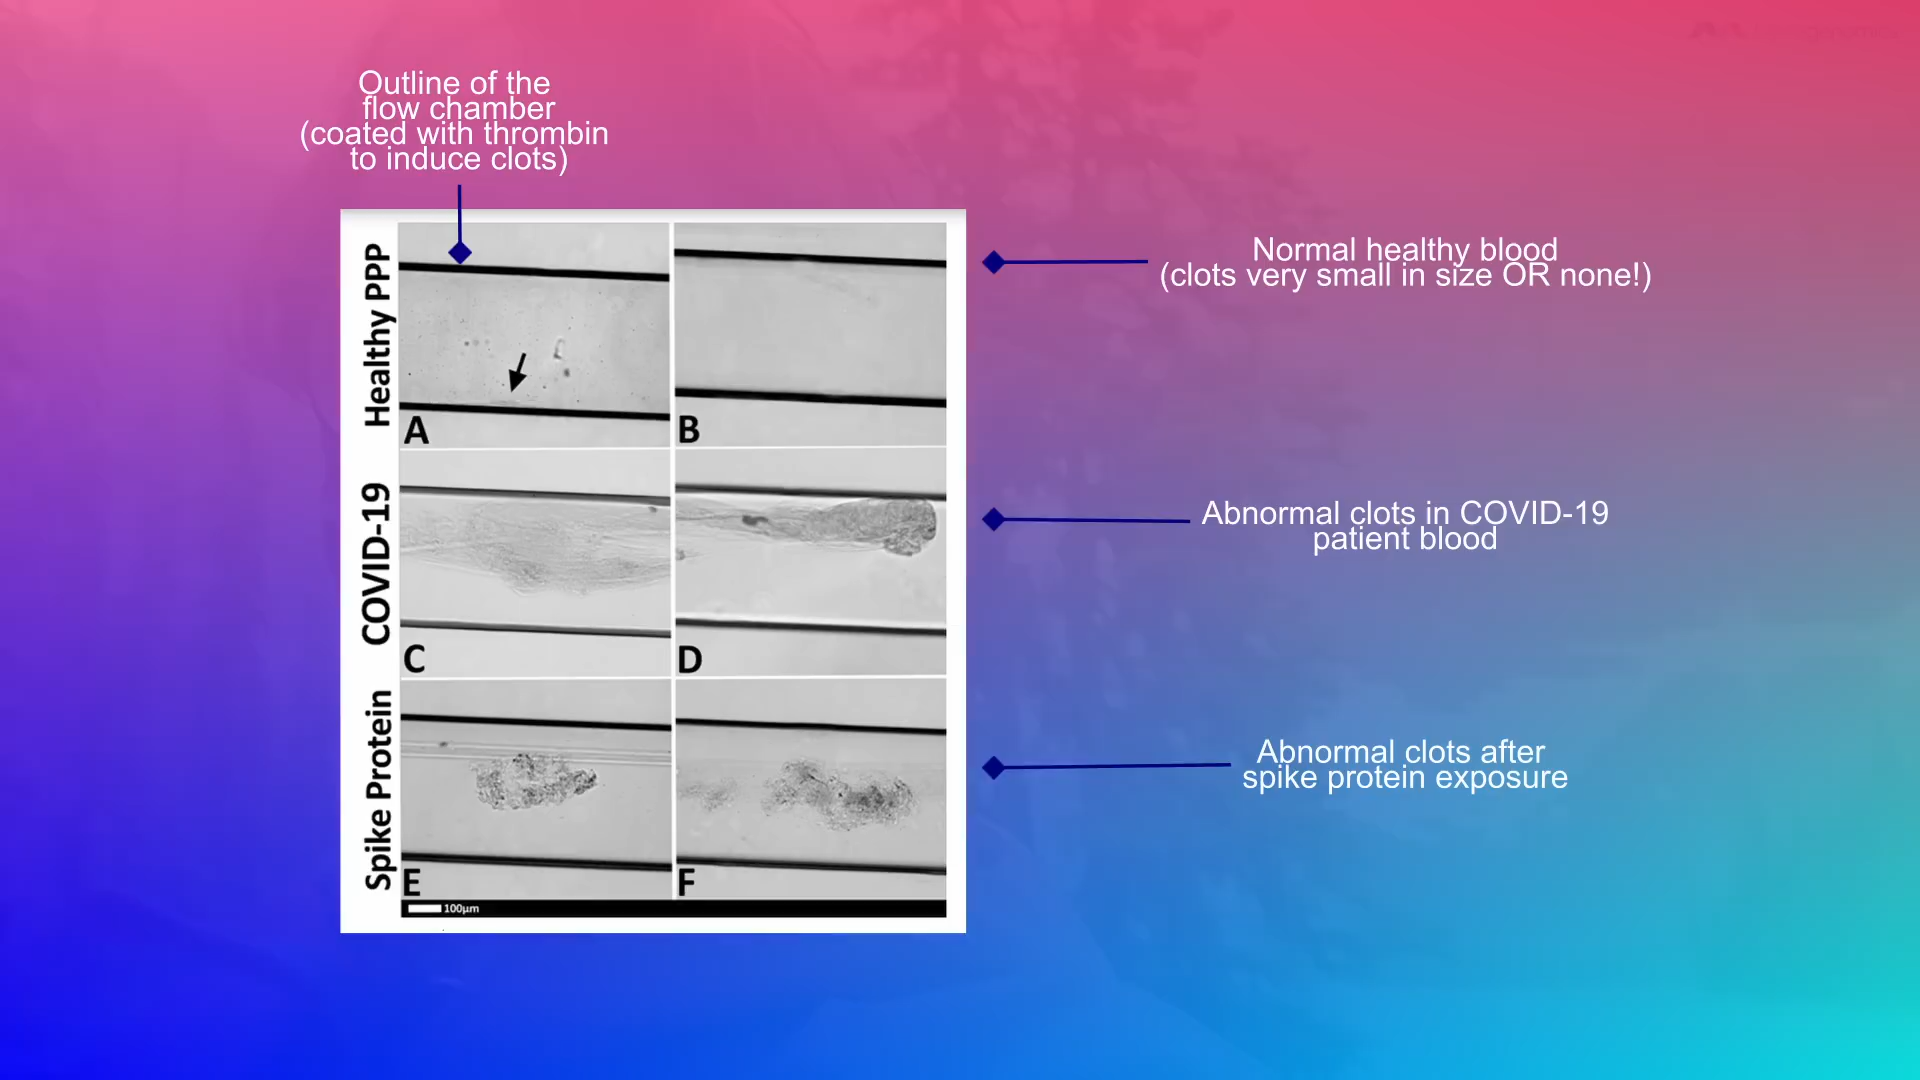 Outline of the
flow chamber
(coated with thrombin
to induce clots)
Healthy PPP
A
B
Normal healthy blood
(clots very small in size OR none!)
COVID-19
C
D
Abnormal clots in COVID-19
patient blood
Spike Protein
E
F
Abnormal clots after
spike protein exposure
100µm